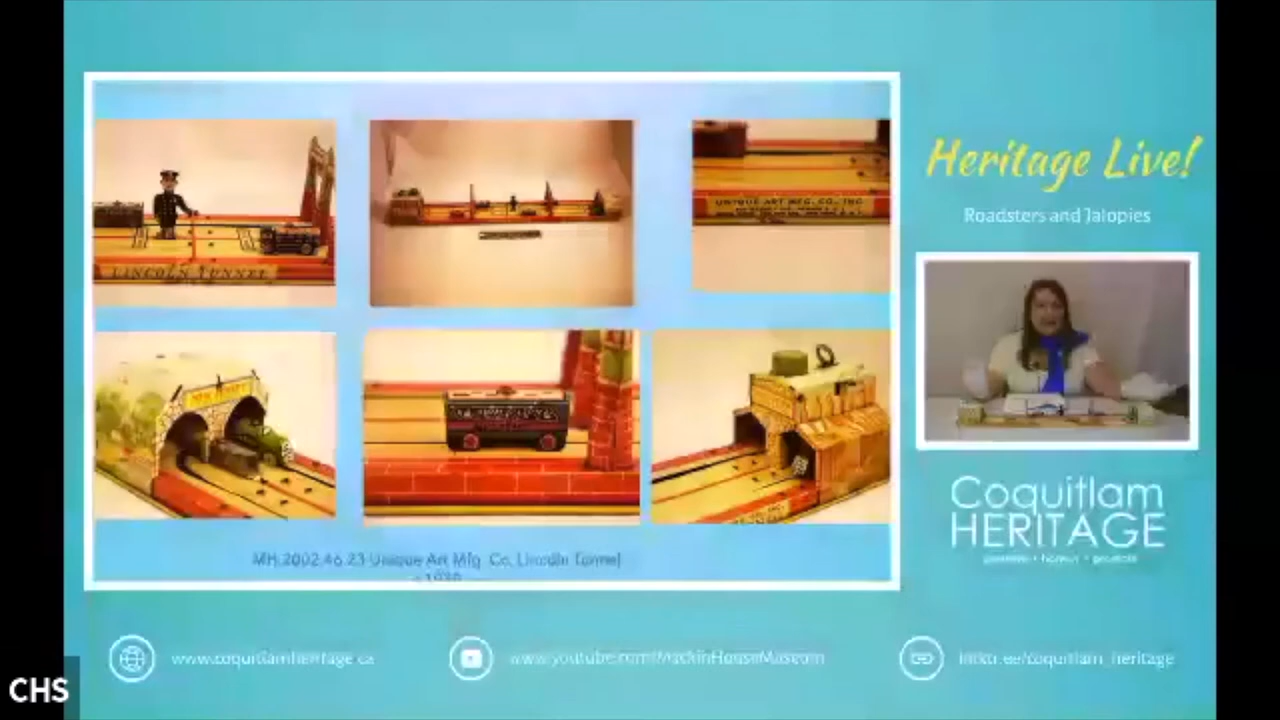 LINCOLN TUNNEL
UNIQUE ART MFG. CO., INC.
MH.2002.46.23 Unique Art Mfg. Co. Lincoln Tunnel
Heritage Live!
Roadsters and Jalopies
Coquitlam
HERITAGE
www.coquitlamheritage.ca
www.youtube.com/MackinHouseMuseum
linktr.ee/coquitlam_heritage
CHS